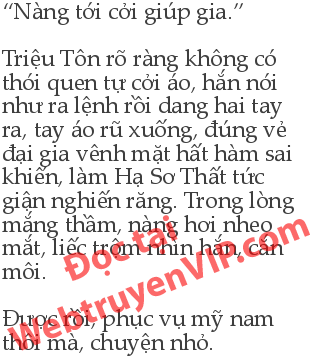 “Nàng tới cởi giúp gia.”
Triệu Tôn rõ ràng không có
thói quen tự cởi áo, hắn nói
như ra lệnh rồi dang hai tay
ra, tay áo rũ xuống, đúng vẻ
đại gia vênh mặt hất hàm sai
khiến, làm Hạ Sơ Thất tức
giận nghiến răng. Trong lòng
mắng thầm, nàng hơi nheo
mắt, liếc trộm nhìn hắn, cắn
môi.
Được rồi, phục vụ mỹ nam
thôi mà, chuyện nhỏ.
Đọc tại
WebtruyenVIP.com